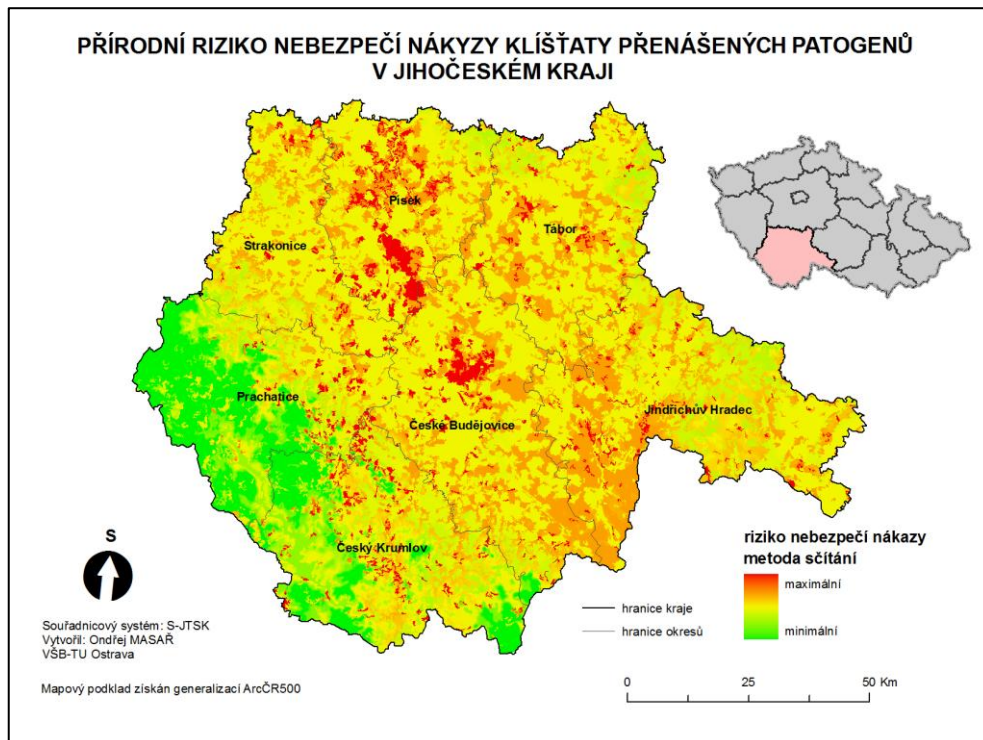 PŘÍRODNÍ RIZIKO NEBEZPEČÍ NÁKYZY KLÍŠŤATY PŘENÁŠENÝCH PATOGENŮ
V JIHOČESKÉM KRAJI
Písek
Tábor
Strakonice
Prachatice
Jindřichův Hradec
České Budějovice
Český Krumlov
S
riziko nebezpečí nákazy
metoda sčítání
maximální
minimální
hranice kraje
hranice okresů
Souřadnicový systém: S-JTSK
Vytvořil: Ondřej MASAŘ
VŠB-TU Ostrava
Mapový podklad získán generalizací ArcČR500
0 25 50 Km